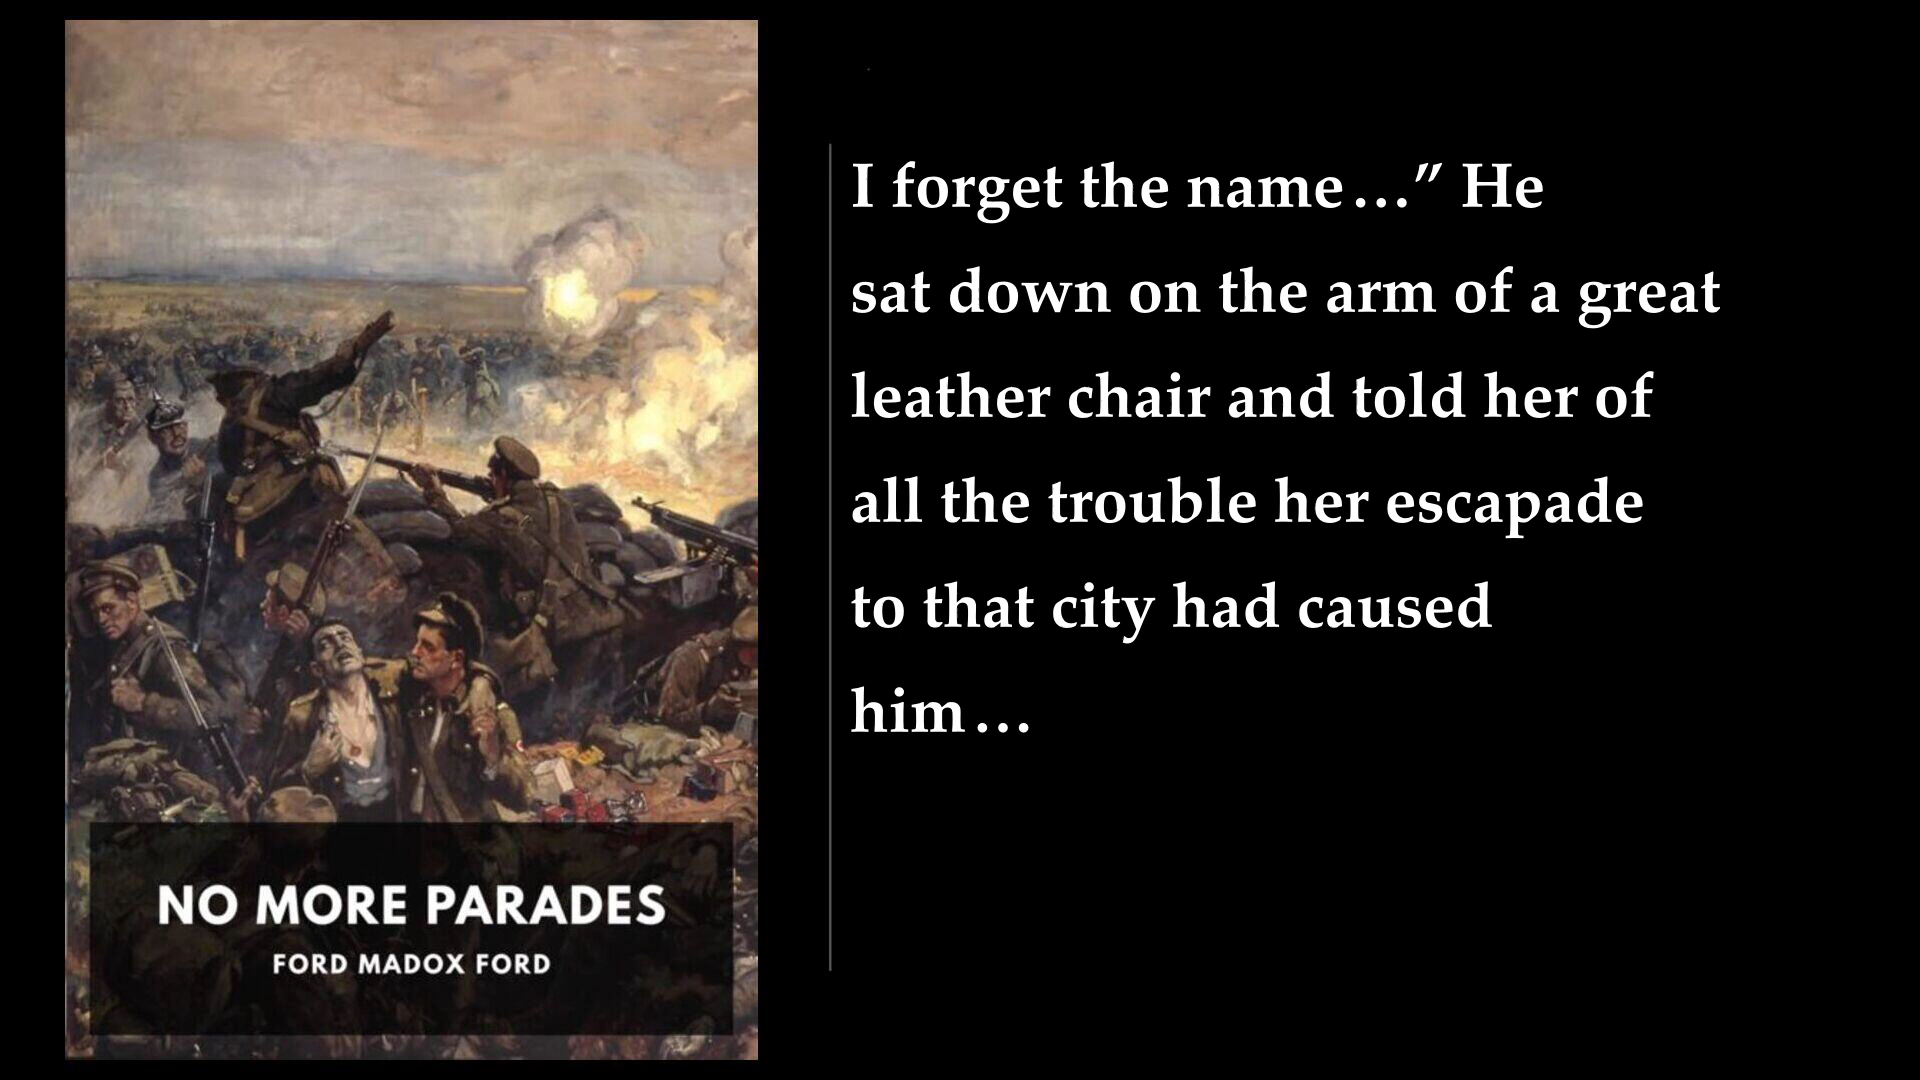 I forget the name…” He
sat down on the arm of a great
leather chair and told her of
all the trouble her escapade
to that city had caused
him…
NO MORE PARADES
FORD MADOX FORD